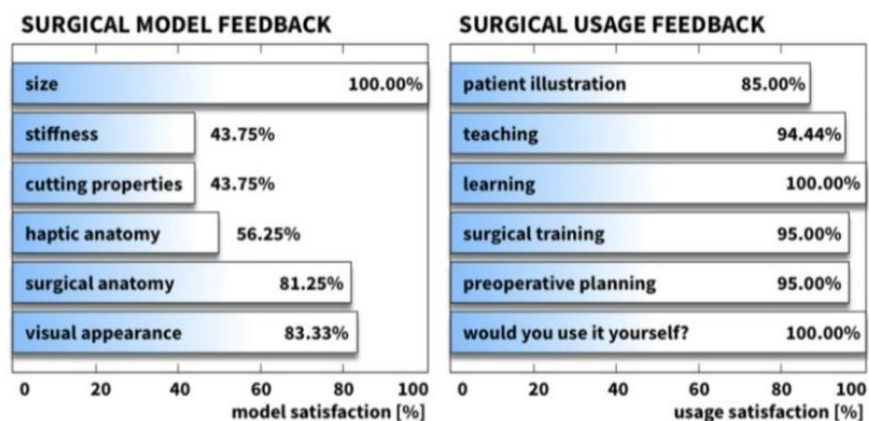 SURGICAL MODEL FEEDBACK
size 100.00%
stiffness 43.75%
cutting properties 43.75%
haptic anatomy 56.25%
surgical anatomy 81.25%
visual appearance 83.33%
0 20 40 60 80 100
model satisfaction [%]
SURGICAL USAGE FEEDBACK
patient illustration 85.00%
teaching 94.44%
learning 100.00%
surgical training 95.00%
preoperative planning 95.00%
would you use it yourself? 100.00%
0 20 40 60 80 100
usage satisfaction [%]